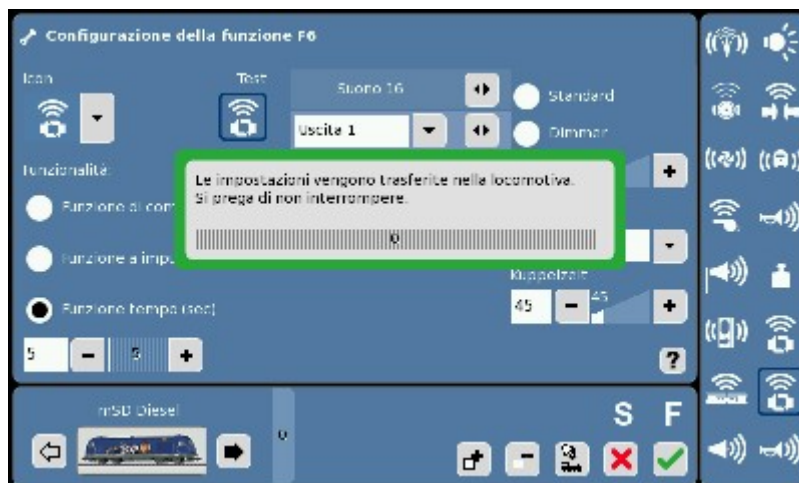 Configurazione della funzione F6
Icon
Test
Suono 16
Standard
Uscita 1
Dimmer
Funzionalità:
Le impostazioni vengono trasferite nella locomotiva.
Si prega di non interrompere.
0
Funzione di com
Funzione a impu
Kuppelzeit
Funzione tempo (sec)
45
45
5
5
?
mSD Diesel
0
S F